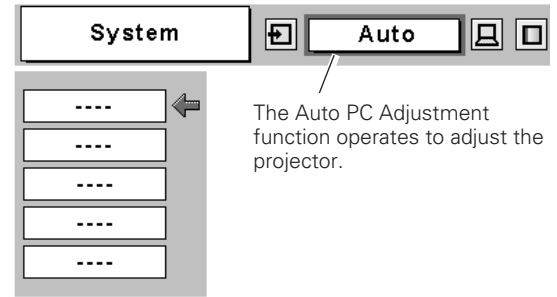 System
Auto
----
The Auto PC Adjustment
function operates to adjust the
projector.
----
----
----
----